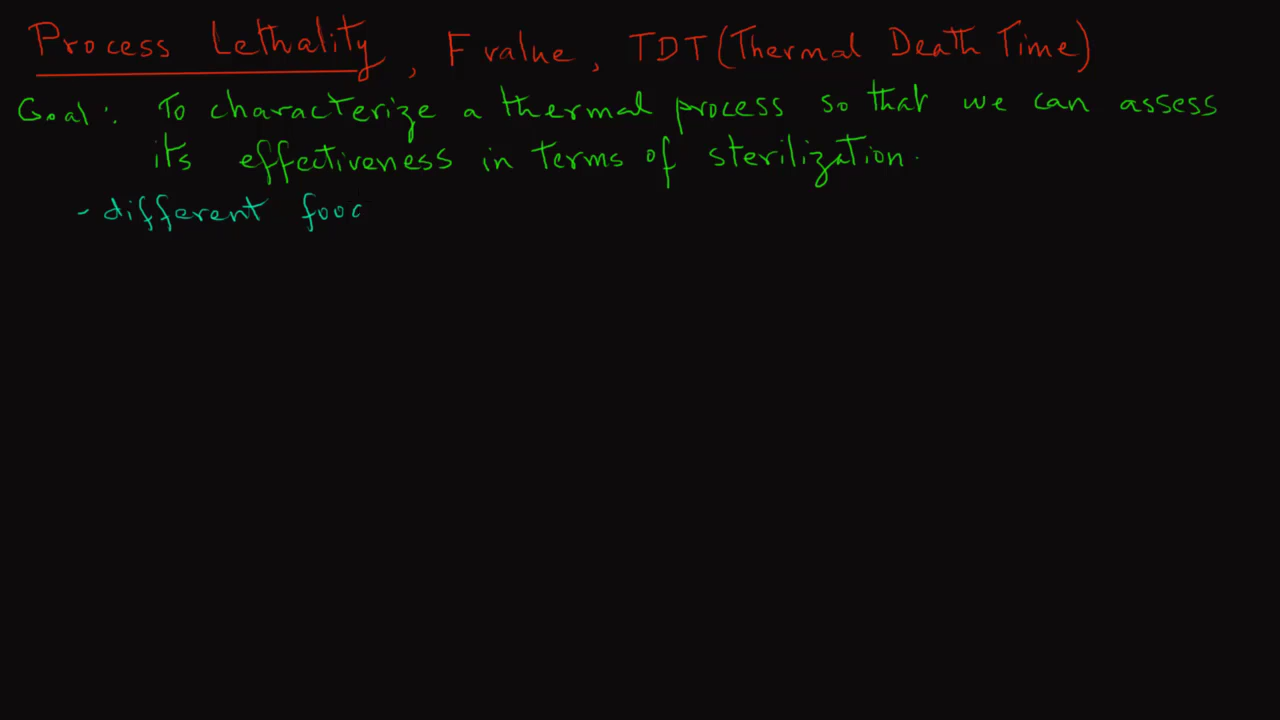 Process Lethality, F value, TDT (Thermal Death Time)
Goal: To characterize a thermal process so that we can assess
its effectiveness in terms of sterilization.
- different fooc